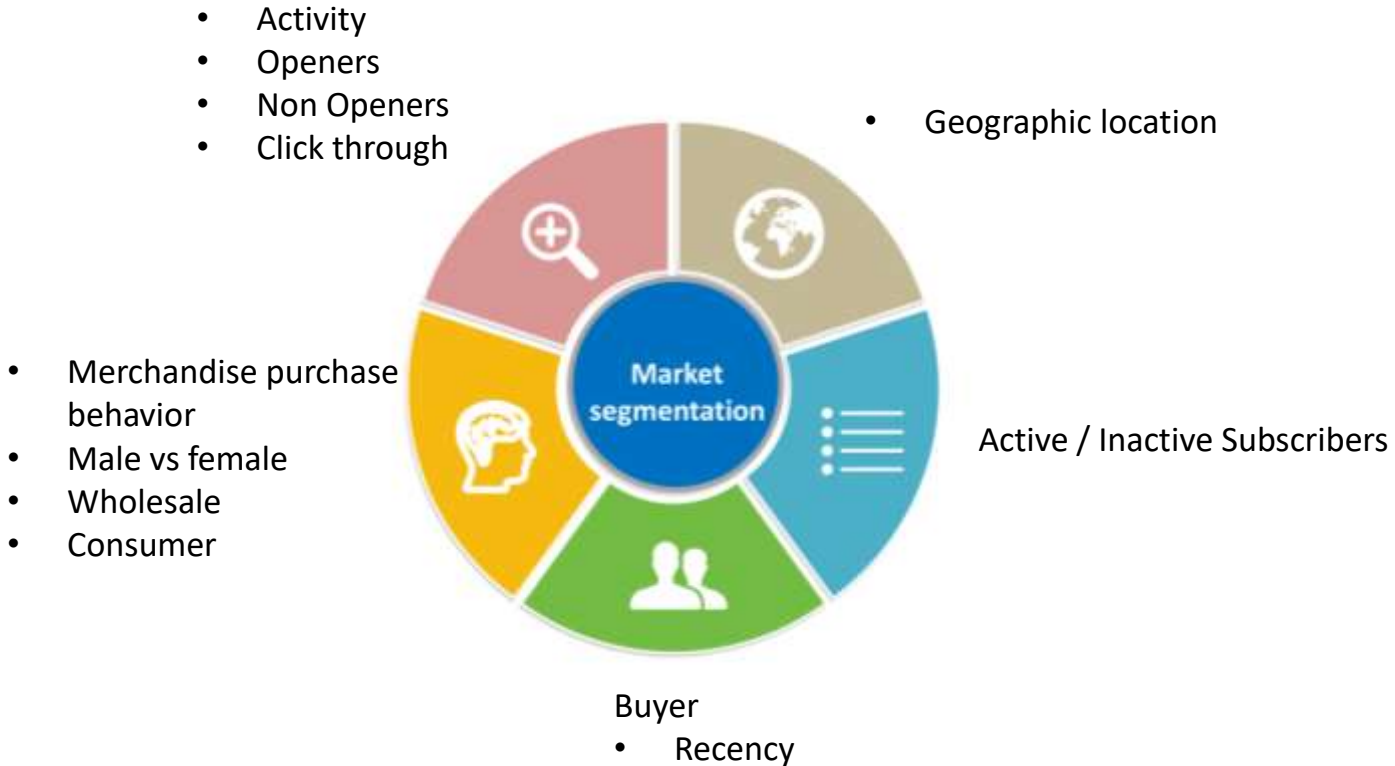 • Activity
• Openers
• Non Openers
• Click through
• Geographic location
Market
segmentation
• Merchandise purchase
behavior
• Male vs female
• Wholesale
• Consumer
Active / Inactive Subscribers
Buyer
• Recency